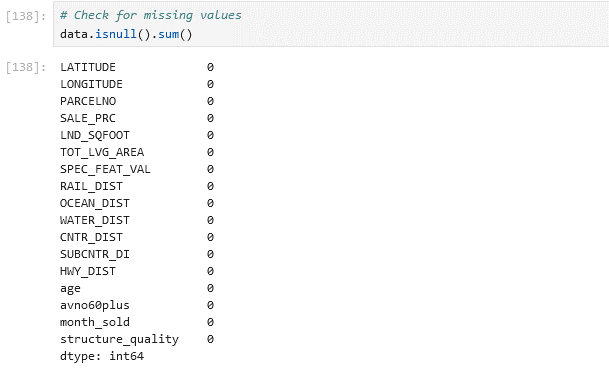 [138]: # Check for missing values
data.isnull().sum()
[138]: LATITUDE 0
LONGITUDE 0
PARCELNO 0
SALE_PRC 0
LND_SQFOOT 0
TOT_LVG_AREA 0
SPEC_FEAT_VAL 0
RAIL_DIST 0
OCEAN_DIST 0
WATER_DIST 0
CNTR_DIST 0
SUBCNTR_DI 0
HWY_DIST 0
age 0
avno60plus 0
month_sold 0
structure_quality 0
dtype: int64